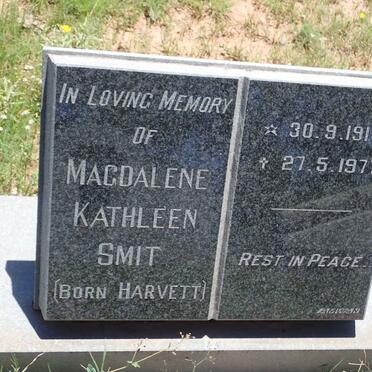 IN LOVING MEMORY
OF
MAGDALENE
KATHLEEN
SMIT
(BORN HARVETT)
☆ 30.9.191
✝ 27.5.197
REST IN PEACE.